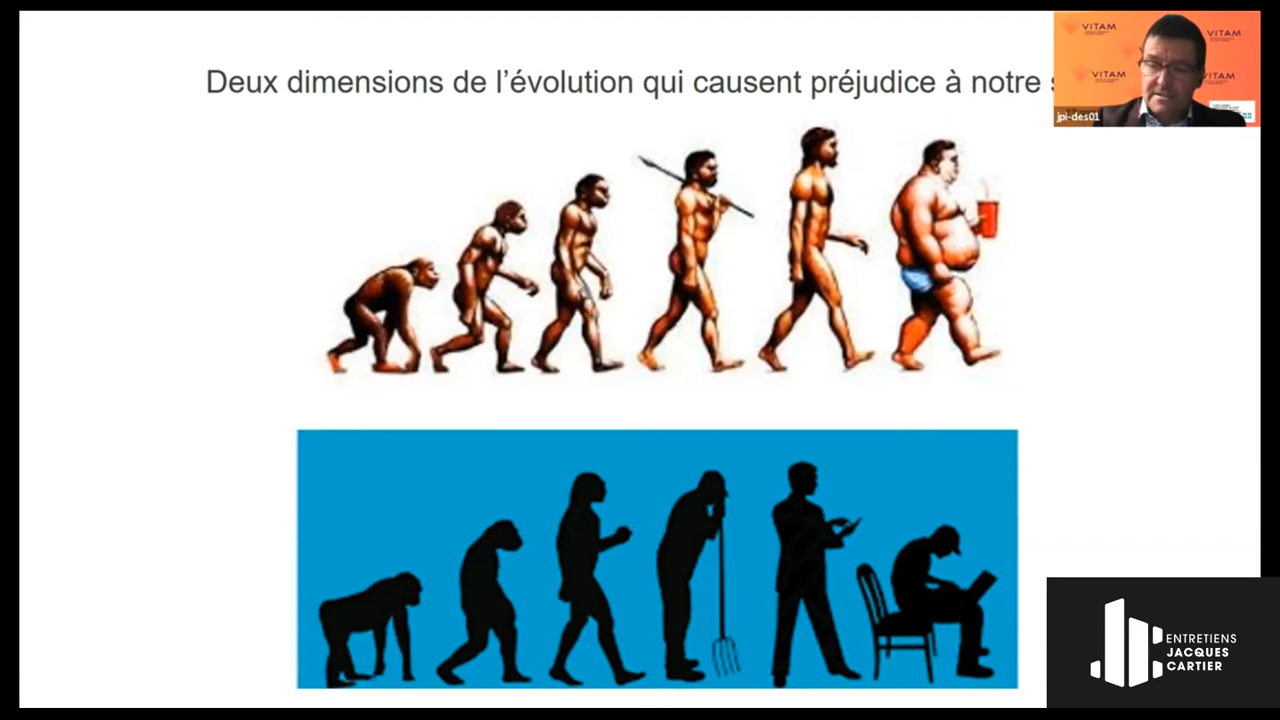 Deux dimensions de l'évolution qui causent préjudice à notre
VITAM
VITAM
VITAM
VITAM
jpi-des01
ENTRETIENS
JACQUES
CARTIER